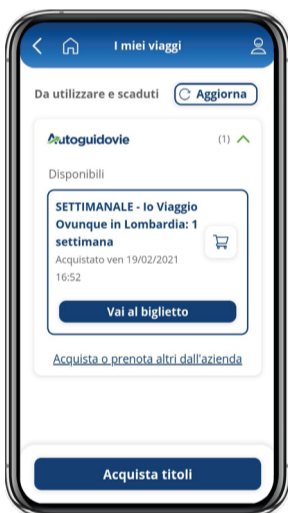 I miei viaggi
Da utilizzare e scaduti
Aggiorna
Autoguidovie
(1)
Disponibili
SETTIMANALE - Io Viaggio
Ovunque in Lombardia: 1
settimana
Acquistato ven 19/02/2021
16:52
Vai al biglietto
Acquista o prenota altri dall'azienda
Acquista titoli